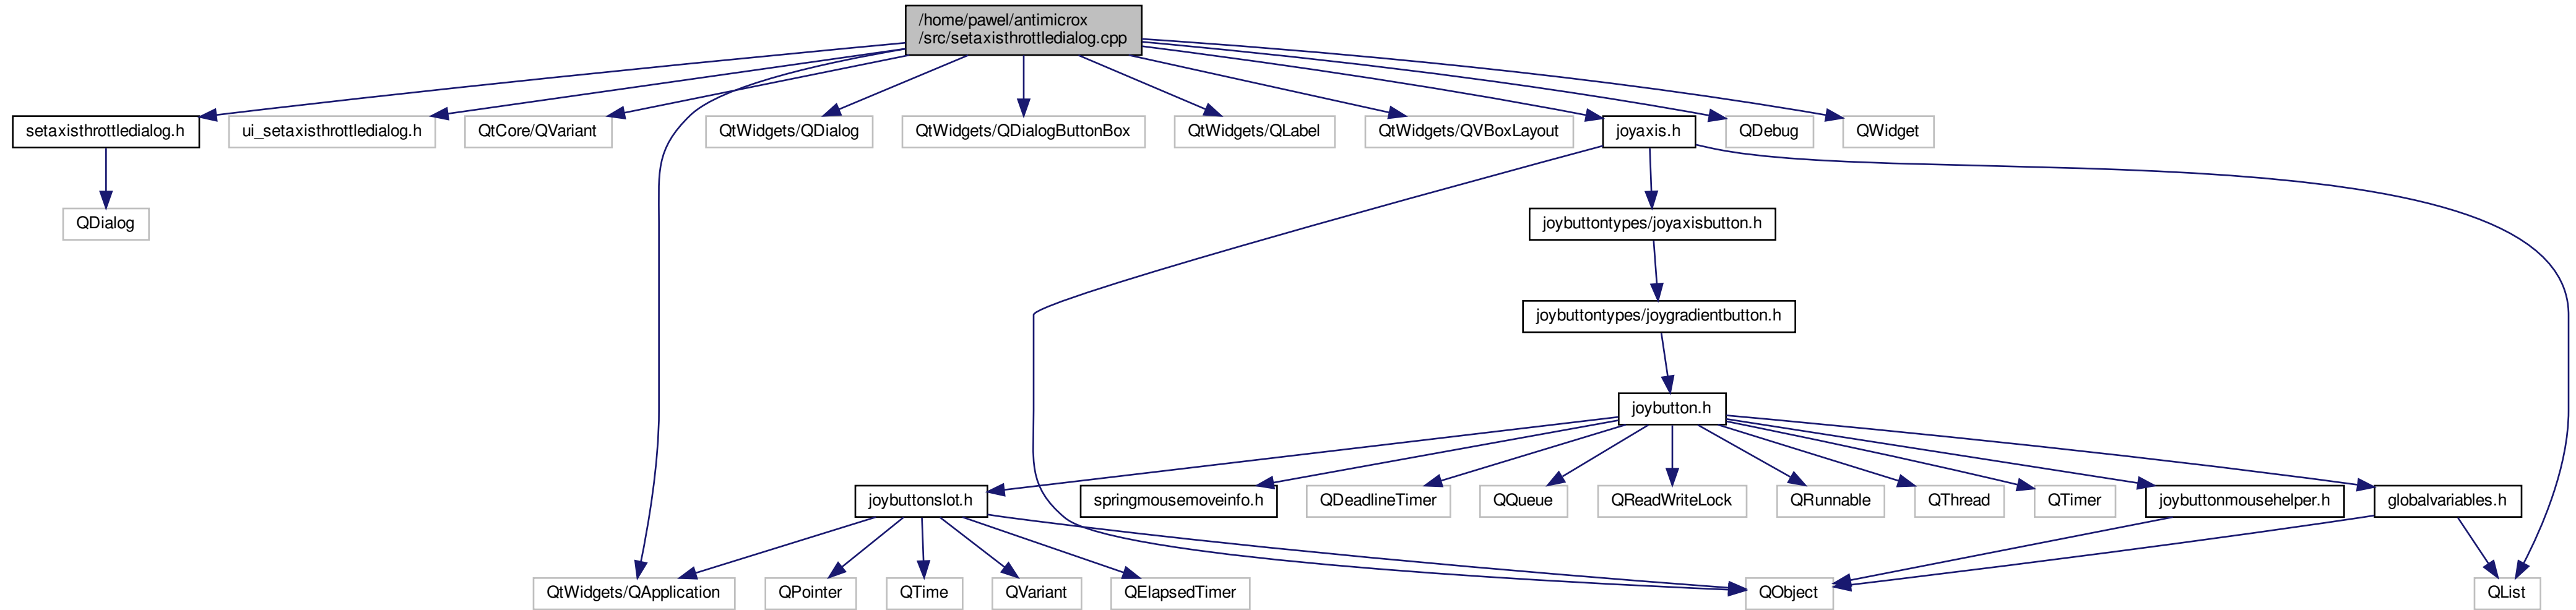 /home/pawel/antimicrox
/src/setaxisthrottledialog.cpp
setaxisthrottledialog.h
ui_setaxisthrottledialog.h
QtCore/QVariant
QtWidgets/QDialog
QtWidgets/QDialogButtonBox
QtWidgets/QLabel
QtWidgets/QVBoxLayout
joyaxis.h
QDebug
QWidget
QDialog
joybuttontypes/joyaxisbutton.h
joybuttontypes/joygradientbutton.h
joybutton.h
joybuttonslot.h
springmousemoveinfo.h
QDeadlineTimer
QQueue
QReadWriteLock
QRunnable
QThread
QTimer
joybuttonmousehelper.h
globalvariables.h
QtWidgets/QApplication
QPointer
QTime
QVariant
QElapsedTimer
QObject
QList